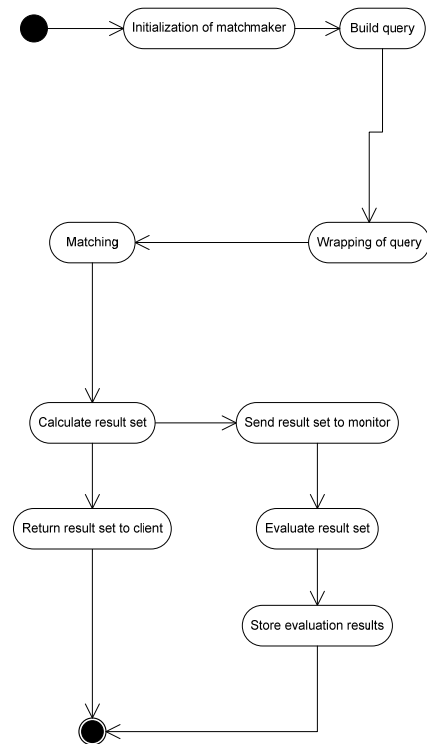 Initialization of matchmaker
Build query
Matching
Wrapping of query
Calculate result set
Send result set to monitor
Return result set to client
Evaluate result set
Store evaluation results